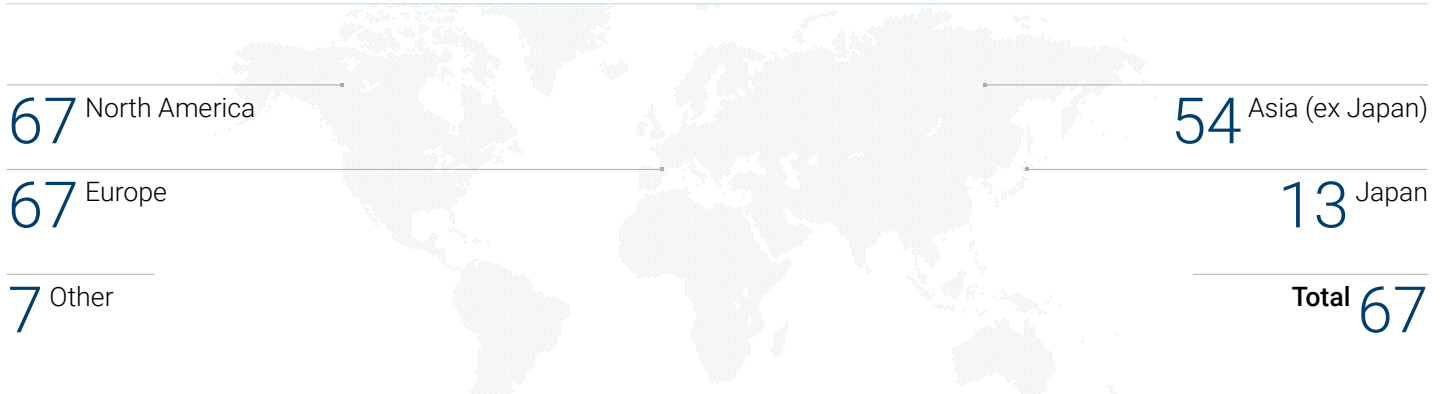 67 North America
67 Europe
7 Other
54 Asia (ex Japan)
13 Japan
Total 67